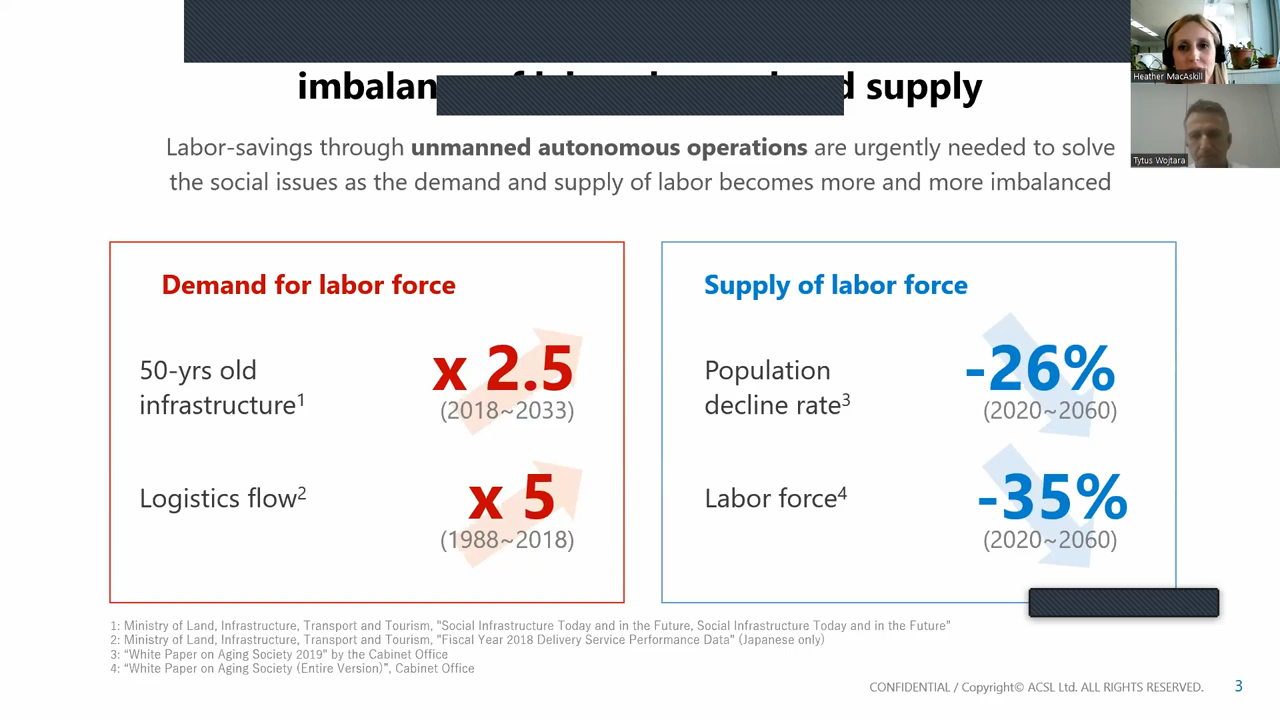 imbalan d supply
Heather MacAskill
Tytus Wojtara
Labor-savings through unmanned autonomous operations are urgently needed to solve
the social issues as the demand and supply of labor becomes more and more imbalanced
Demand for labor force
50-yrs old
infrastructure1
x 2.5
(2018~2033)
Logistics flow2
x 5
(1988~2018)
Supply of labor force
Population
decline rate3
-26%
(2020~2060)
Labor force4
-35%
(2020~2060)
1: Ministry of Land, Infrastructure, Transport and Tourism, "Social Infrastructure Today and in the Future, Social Infrastructure Today and in the Future"
2: Ministry of Land, Infrastructure, Transport and Tourism, "Fiscal Year 2018 Delivery Service Performance Data" (Japanese only)
3: "White Paper on Aging Society 2019" by the Cabinet Office
4: "White Paper on Aging Society (Entire Version)", Cabinet Office
CONFIDENTIAL / Copyright© ACSL Ltd. ALL RIGHTS RESERVED.
3